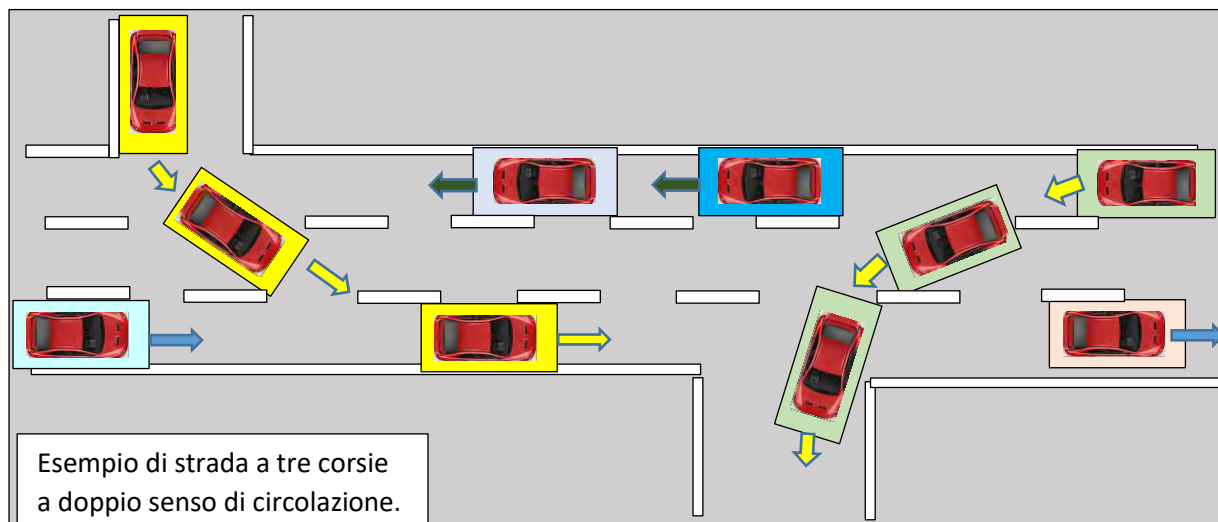 Esempio di strada a tre corsie
a doppio senso di circolazione.